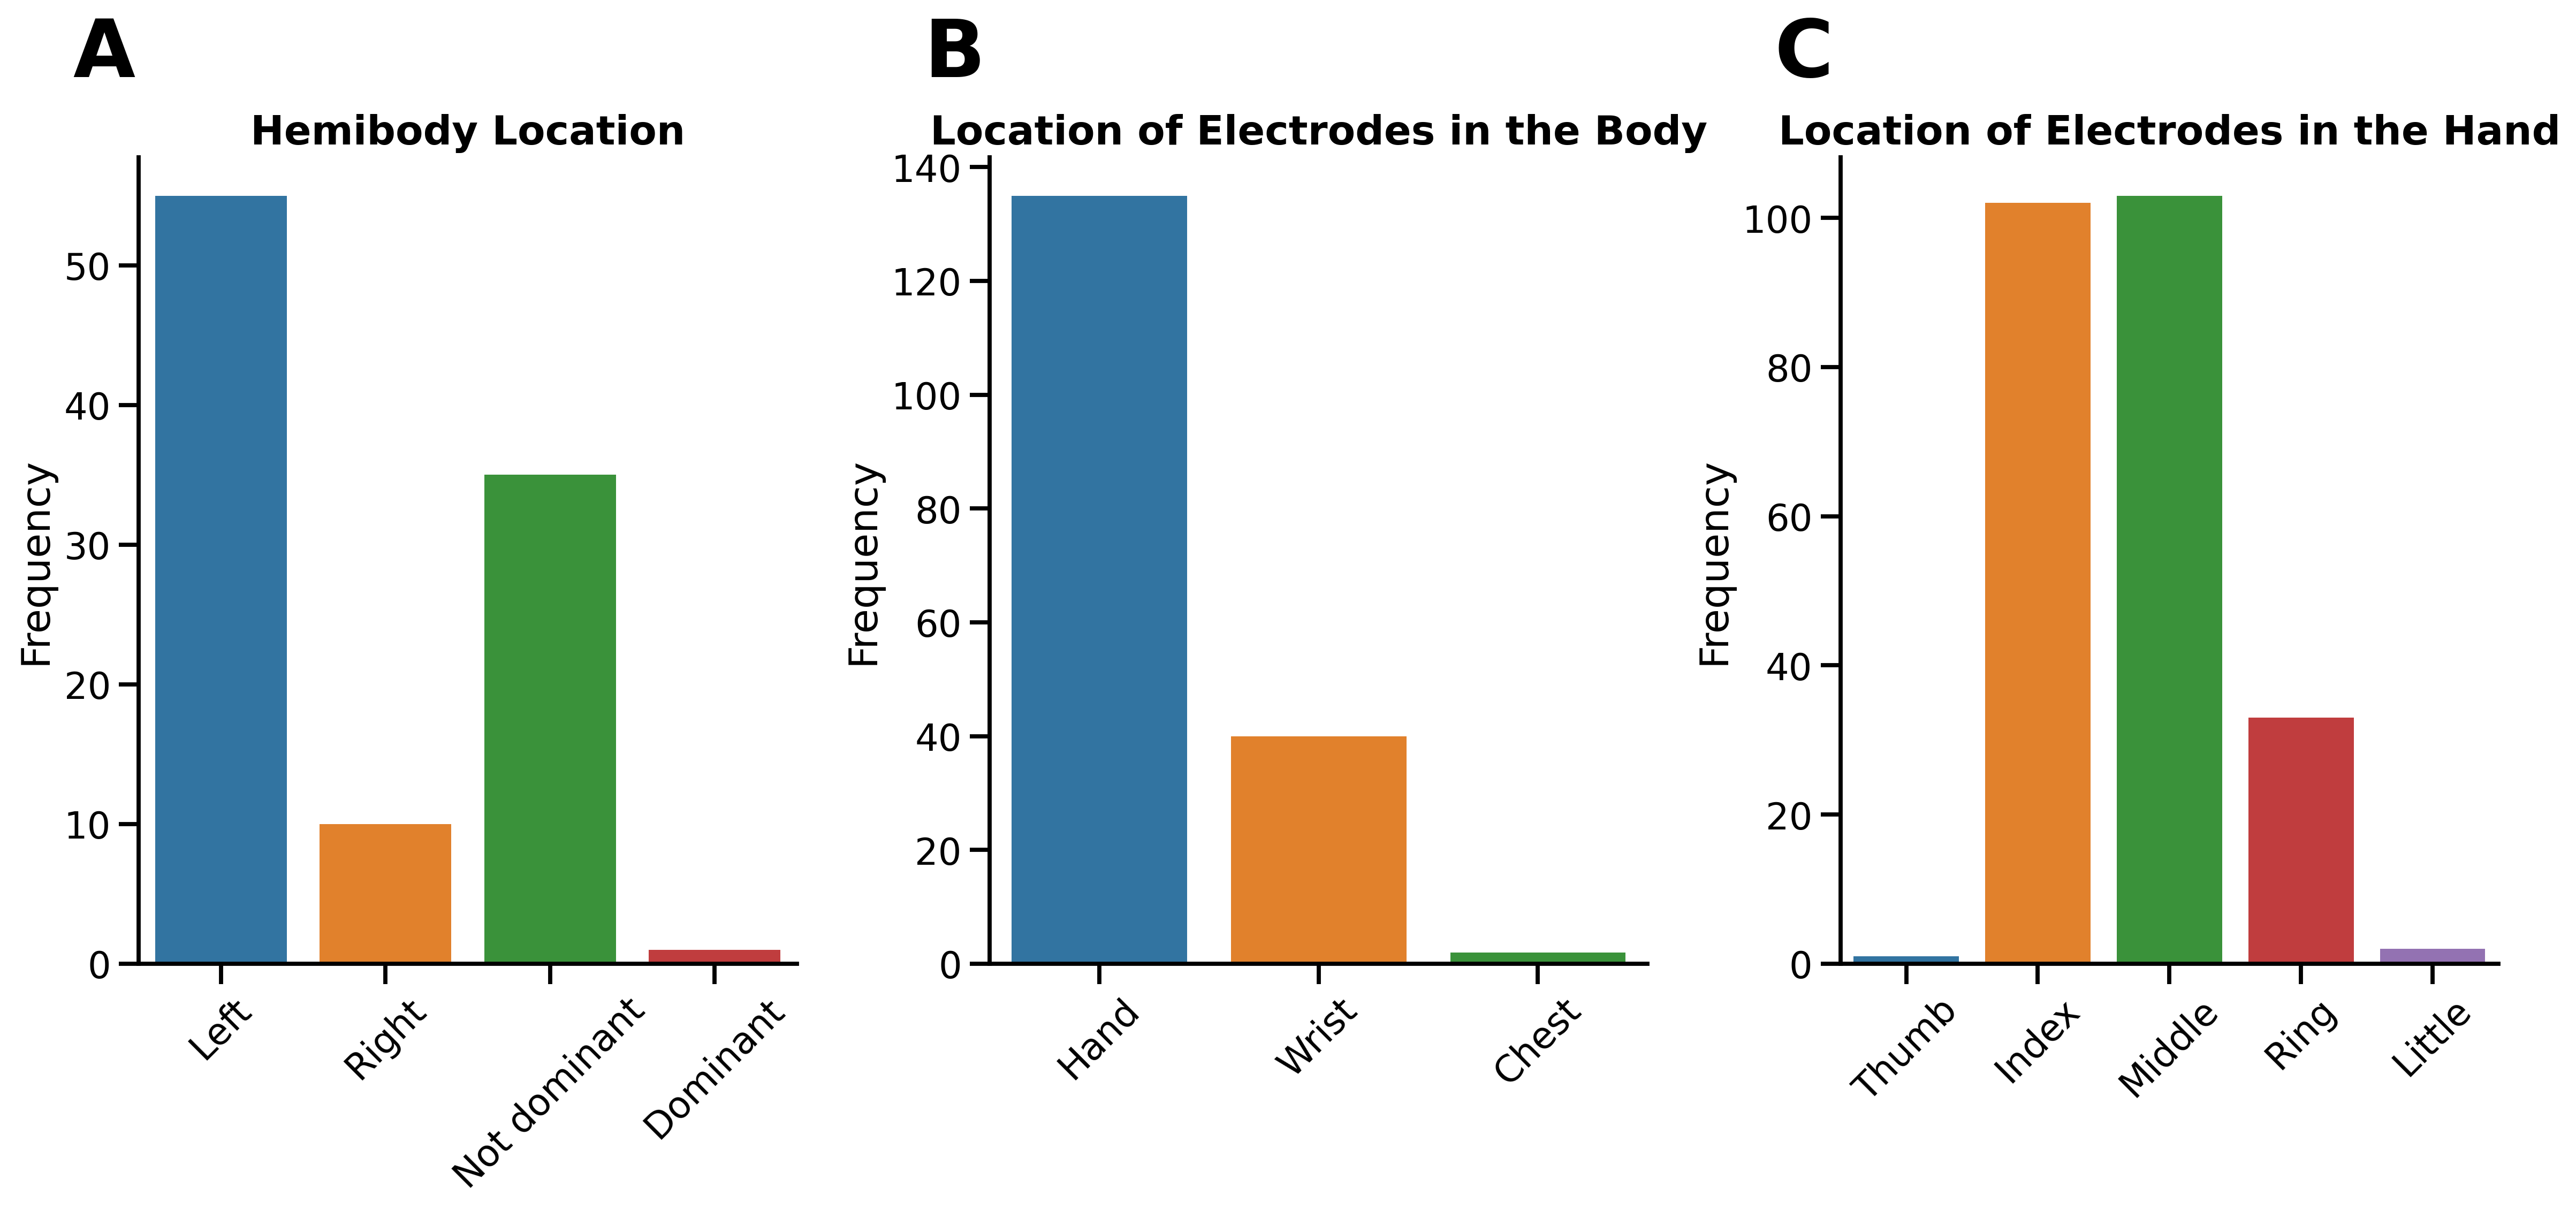 A
Hemibody Location
Frequency
50
40
30
20
10
0
Left
Right
Not dominant
Dominant
B
Location of Electrodes in the Body
Frequency
140
120
100
80
60
40
20
0
Hand
Wrist
Chest
C
Location of Electrodes in the Hand
Frequency
100
80
60
40
20
0
Thumb
Index
Middle
Ring
Little